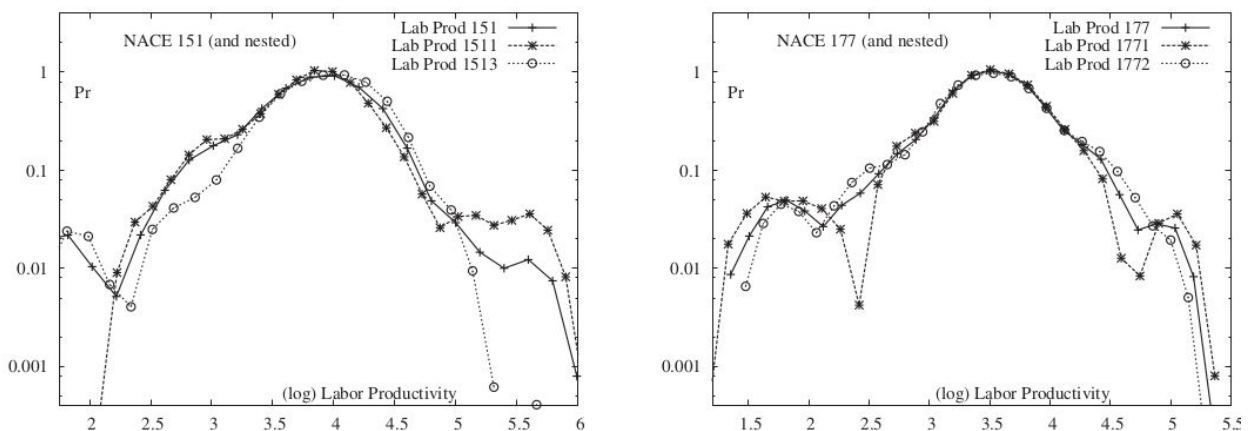 NACE 151 (and nested)
Lab Prod 151
Lab Prod 1511
Lab Prod 1513
Pr
1
0.1
0.01
0.001
(log) Labor Productivity
2 2.5 3 3.5 4 4.5 5 5.5 6
NACE 177 (and nested)
Lab Prod 177
Lab Prod 1771
Lab Prod 1772
Pr
1
0.1
0.01
0.001
(log) Labor Productivity
1.5 2 2.5 3 3.5 4 4.5 5 5.5